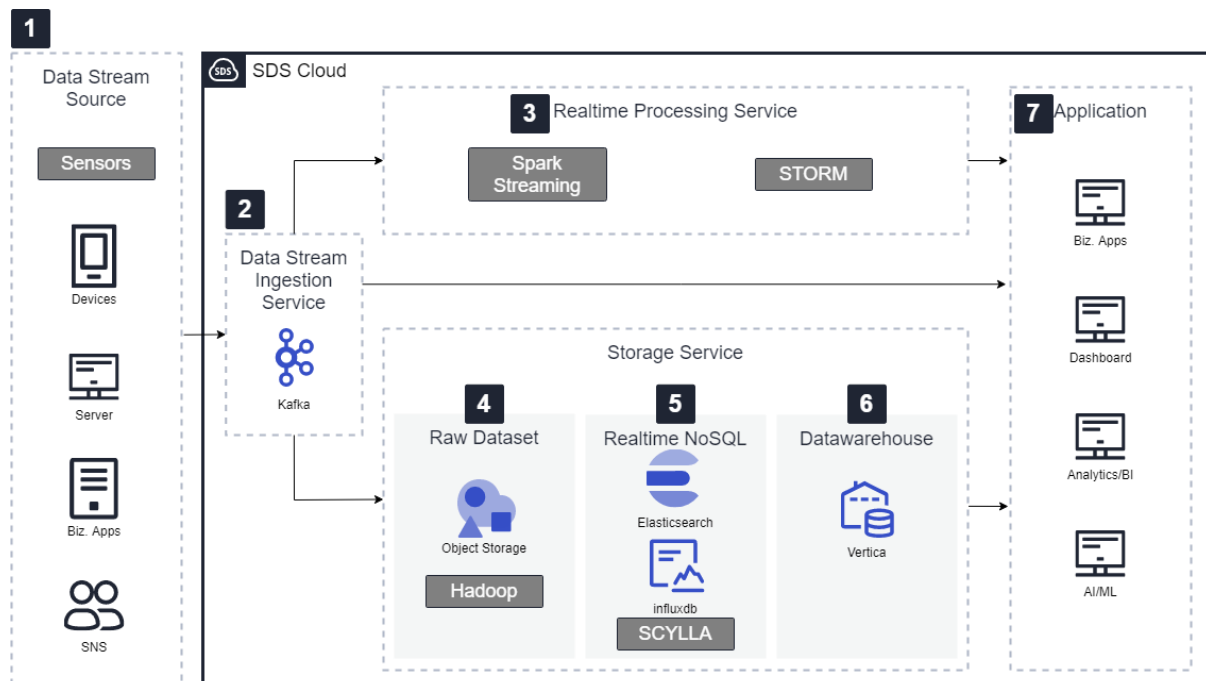 1
Data Stream
Source
Sensors
Devices
Server
Biz. Apps
SNS
SDS
SDS Cloud
2
Data Stream
Ingestion
Service
Kafka
3
Realtime Processing Service
Spark
Streaming
STORM
Storage Service
4
Raw Dataset
Object Storage
Hadoop
5
Realtime NoSQL
Elasticsearch
influxdb
SCYLLA
6
Datawarehouse
Vertica
7
Application
Biz. Apps
Dashboard
Analytics/BI
AI/ML